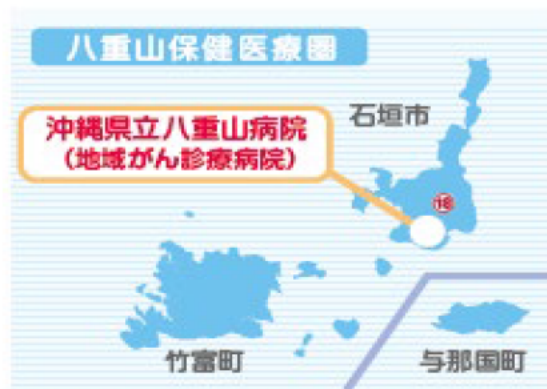 八重山保健医療圏
石垣市
沖縄県立八重山病院
(地域がん診療病院)
⑱
竹富町
与那国町